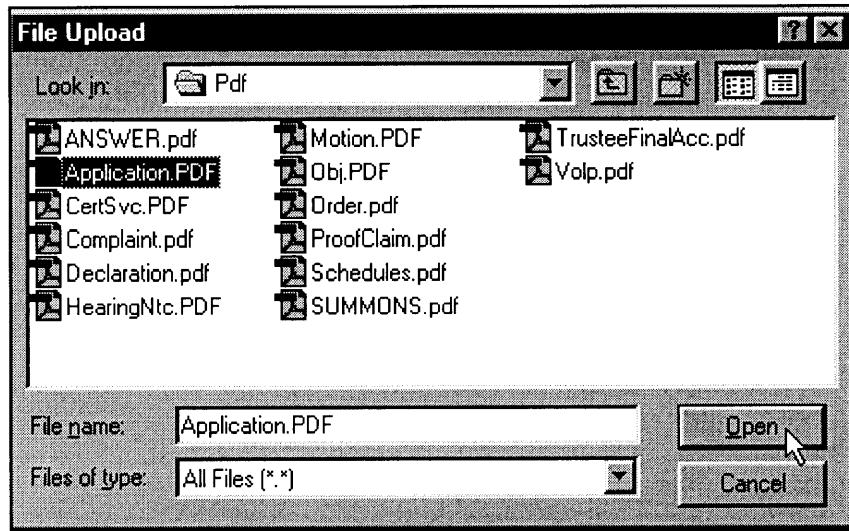 File Upload
Look in: Pdf
ANSWER.pdf
Application.PDF
CertSvc.PDF
Complaint.pdf
Declaration.pdf
HearingNtc.PDF
Motion.PDF
Obj.PDF
Order.pdf
ProofClaim.pdf
Schedules.pdf
SUMMONS.pdf
TrusteeFinalAcc.pdf
Volp.pdf
File name: Application.PDF Open
Files of type: All Files (*.*) Cancel